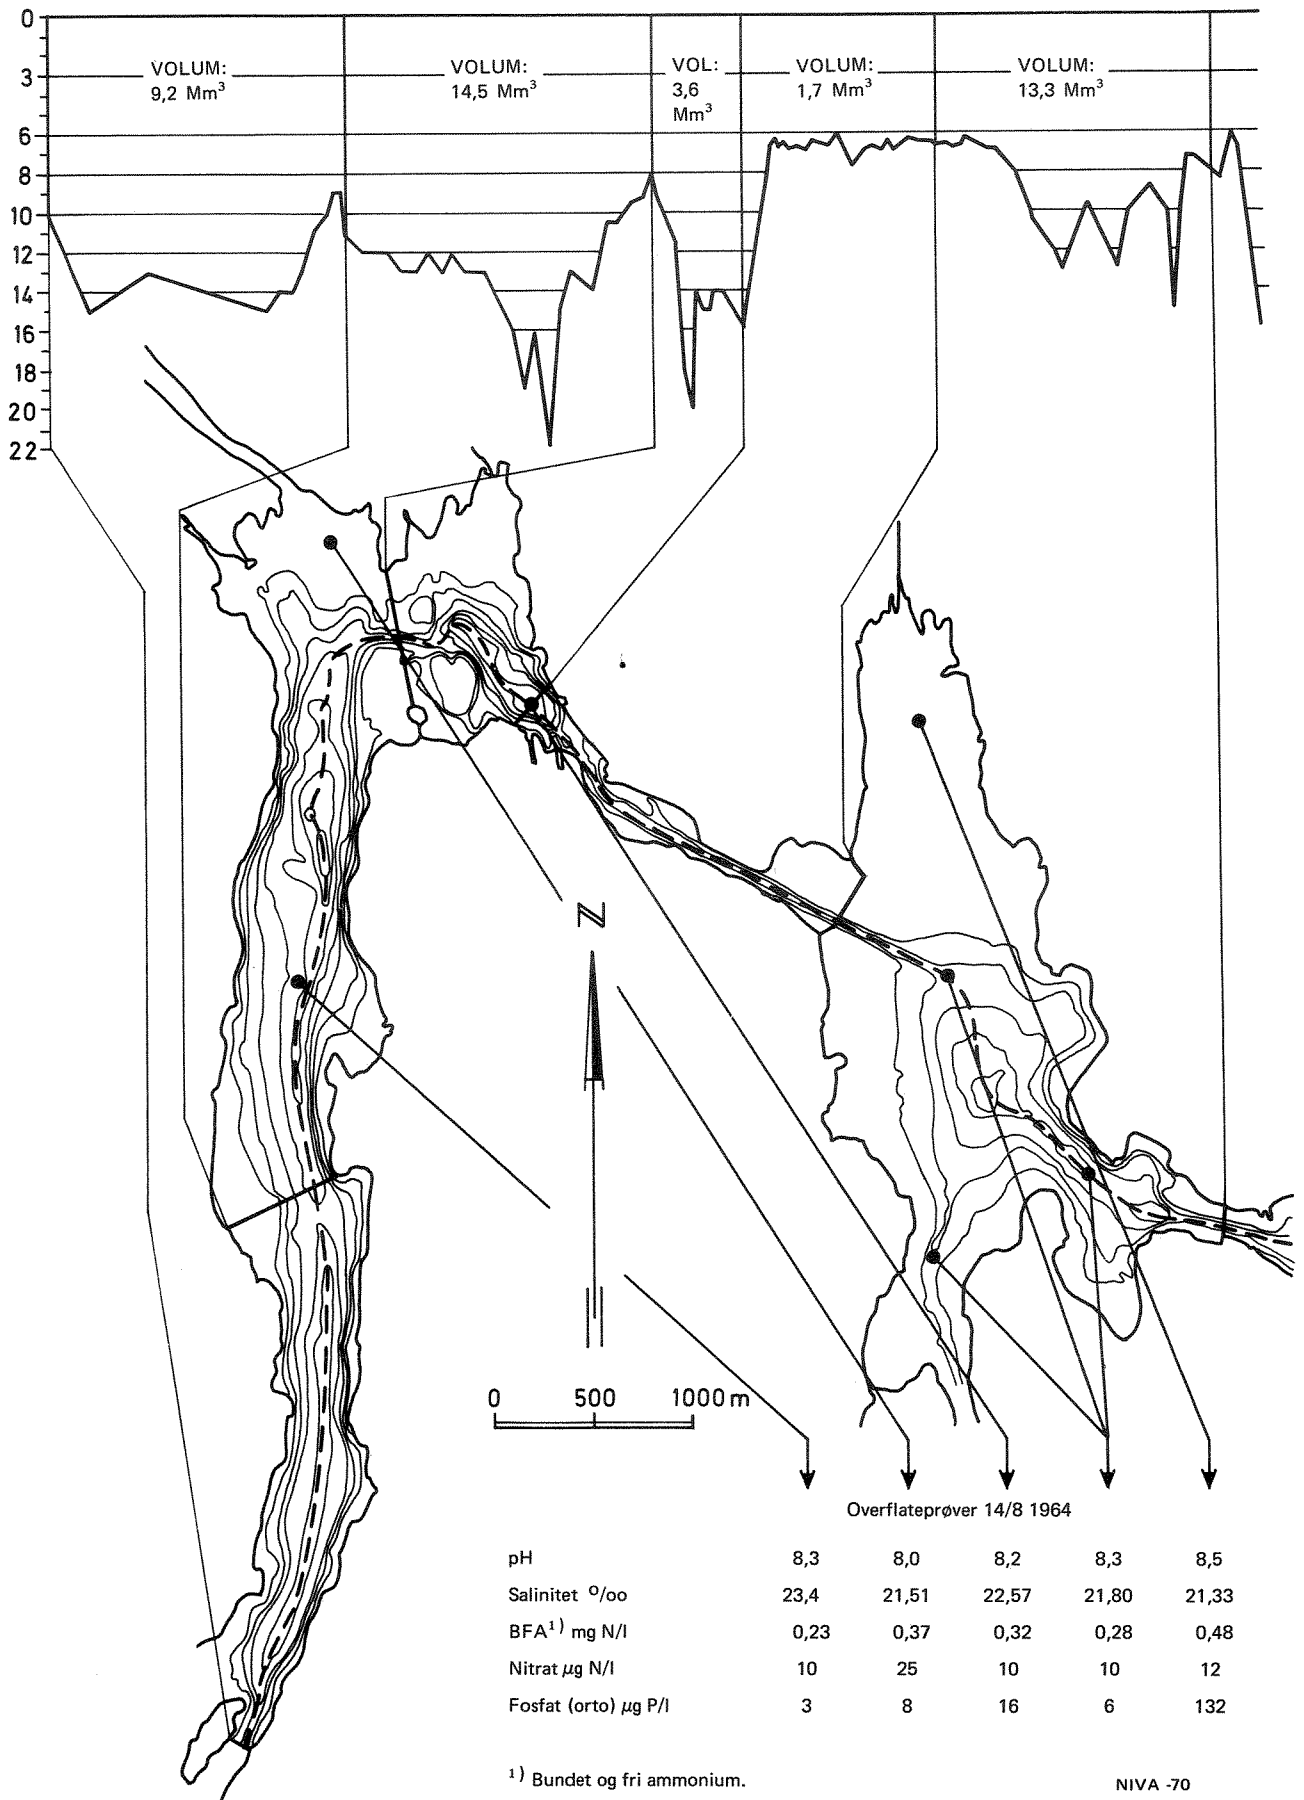 0
3
6
8
10
12
14
16
18
20
22
VOLUM:
9,2 Mm³
VOLUM:
14,5 Mm³
VOL:
3,6
Mm³
VOLUM:
1,7 Mm³
VOLUM:
13,3 Mm³
N
0 500 1000 m
Overflateprøver 14/8 1964
pH 8,3 8,0 8,2 8,3 8,5
Salinitet º/oo 23,4 21,51 22,57 21,80 21,33
BFA¹⁾ mg N/l 0,23 0,37 0,32 0,28 0,48
Nitrat µg N/l 10 25 10 10 12
Fosfat (orto) µg P/l 3 8 16 6 132
¹⁾ Bundet og fri ammonium.
NIVA -70